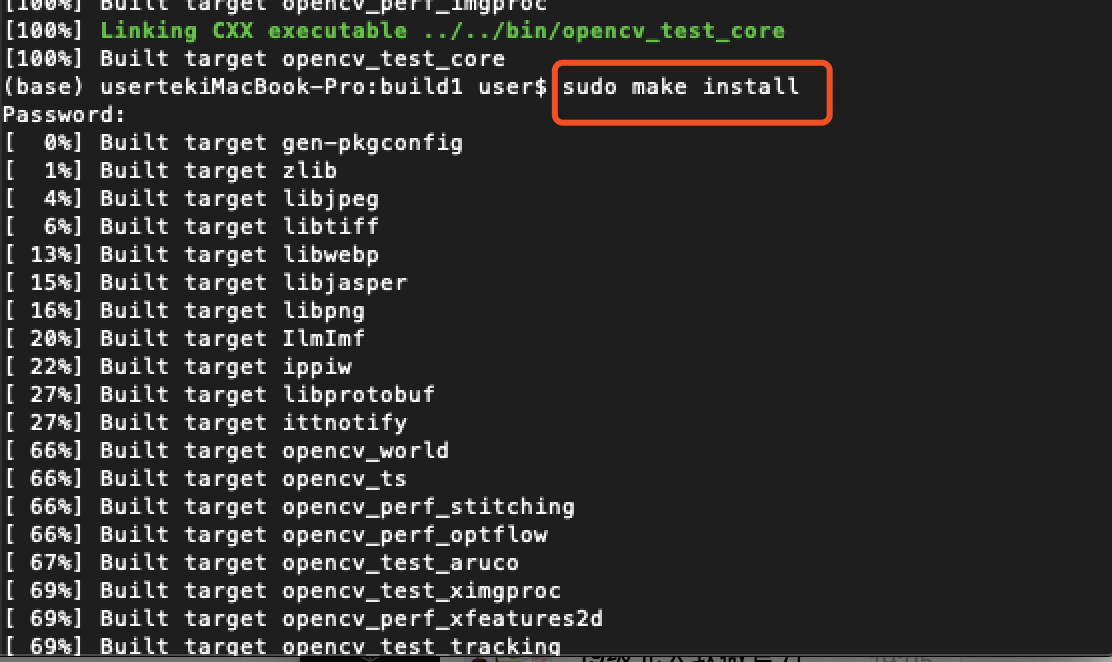 [100%] Built target opencv_perf_imgproc
[100%] Linking CXX executable ../../bin/opencv_test_core
[100%] Built target opencv_test_core
(base) usertekiMacBook-Pro:build1 user$ sudo make install
Password:
[  0%] Built target gen-pkgconfig
[  1%] Built target zlib
[  4%] Built target libjpeg
[  6%] Built target libtiff
[ 13%] Built target libwebp
[ 15%] Built target libjasper
[ 16%] Built target libpng
[ 20%] Built target IlmImf
[ 22%] Built target ippiw
[ 27%] Built target libprotobuf
[ 27%] Built target ittnotify
[ 66%] Built target opencv_world
[ 66%] Built target opencv_ts
[ 66%] Built target opencv_perf_stitching
[ 66%] Built target opencv_perf_optflow
[ 67%] Built target opencv_test_aruco
[ 69%] Built target opencv_test_ximgproc
[ 69%] Built target opencv_perf_xfeatures2d
[ 69%] Built target opencv_test_tracking